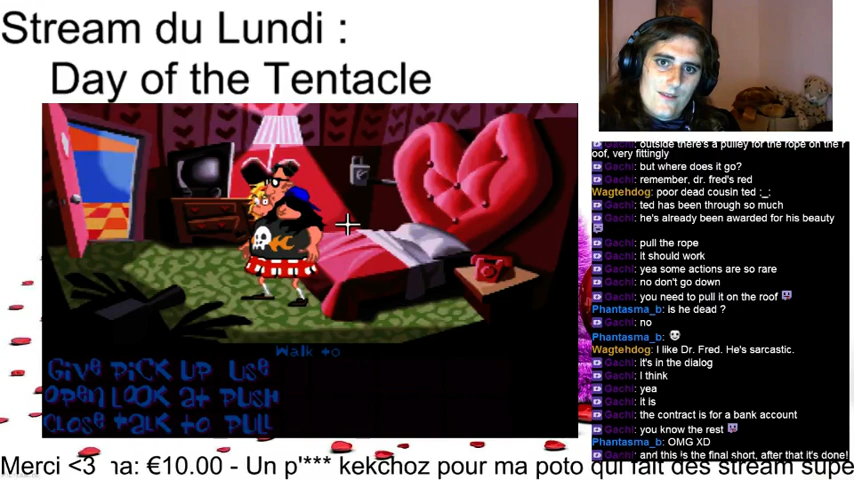 Stream du Lundi :
Day of the Tentacle
Gachi: outside there's a pulley for the rope on the r
oof, very fittingly
Gachi: but where does it go?
Gachi: remember, dr. fred's red
Wagtehdog: poor dead cousin ted :_;
Gachi: ted has been through so much
Gachi: he's already been awarded for his beauty
Gachi: pull the rope
Gachi: it should work
Gachi: yea some actions are so rare
Gachi: no don't go down
Gachi: you need to pull it on the roof
Phantasma_b: is he dead ?
Gachi: no
Phantasma_b:
Wagtehdog: I like Dr. Fred. He's sarcastic.
Gachi: it's in the dialog
Gachi: I think
Gachi: yea
Gachi: it is
Gachi: the contract is for a bank account
Gachi: you know the rest
Phantasma_b: OMG XD
Gachi: and this is the final short, after that it's done!
Walk to
Give Pick up Use
Open Look at Push
Close Talk to Pull
Merci <3 na: €10.00 - Un p'*** kekchoz pour ma poto qui fait des stream supe